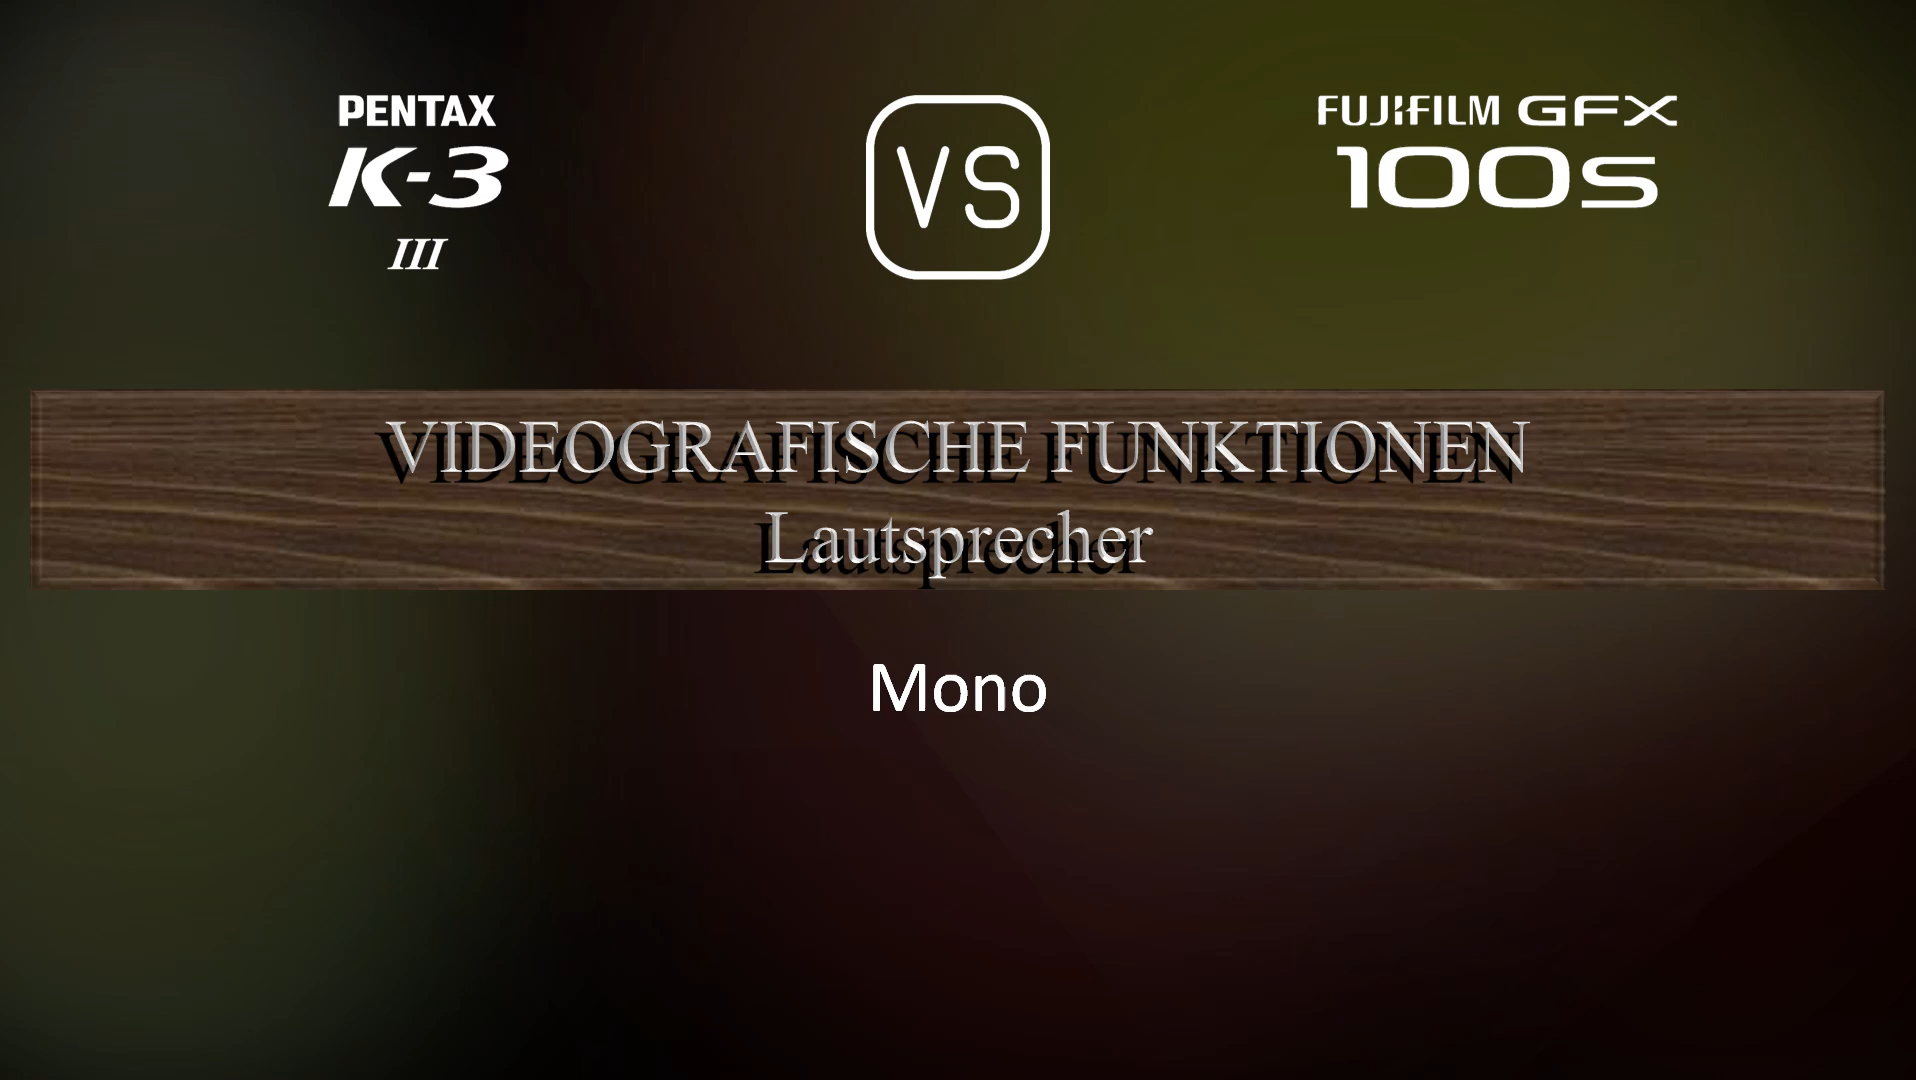 PENTAX
K-3
III
VS
FUJIFILM GFX
100S
VIDEOGRAFISCHE FUNKTIONEN
Lautsprecher
Mono